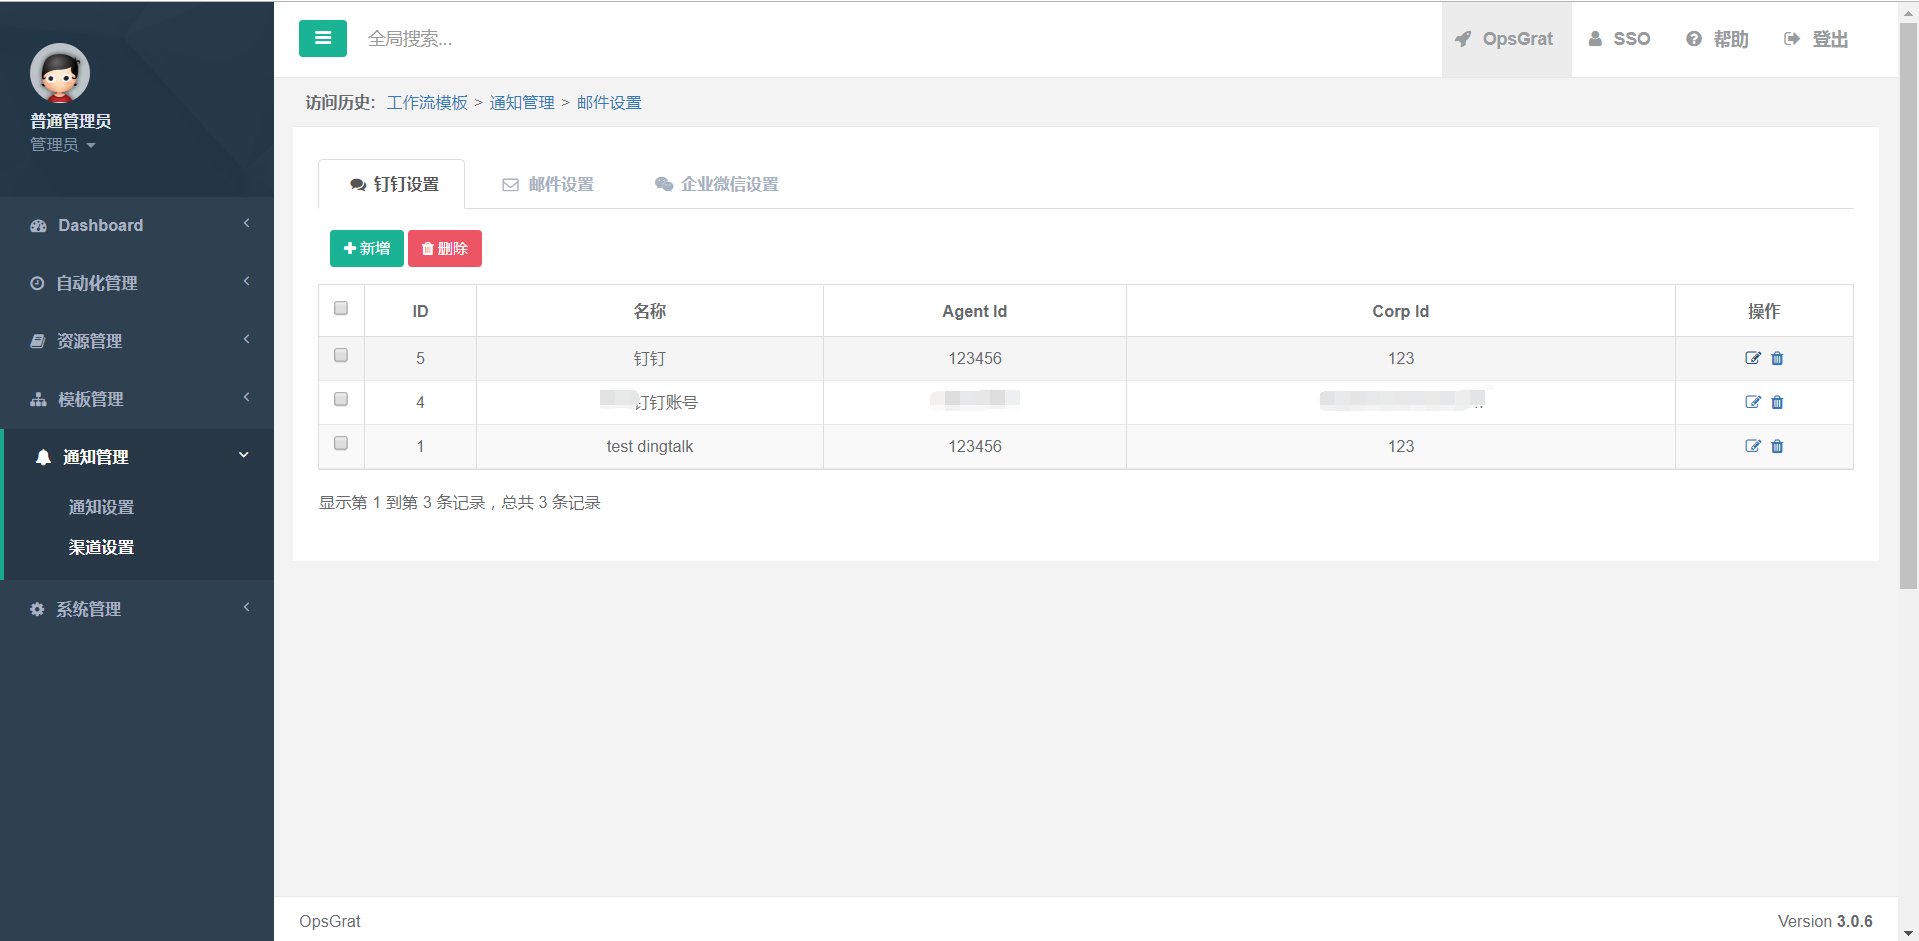 普通管理员
管理员
Dashboard
自动化管理
资源管理
模板管理
通知管理
通知设置
渠道设置
系统管理
全局搜索...
OpsGrat
SSO
帮助
登出
访问历史: 工作流模板 > 通知管理 > 邮件设置
钉钉设置 邮件设置 企业微信设置
新增 删除
ID 名称 Agent Id Corp Id 操作
5 钉钉 123456 123
4 钉钉账号
1 test dingtalk 123456 123
显示第 1 到第 3 条记录，总共 3 条记录
OpsGrat Version 3.0.6